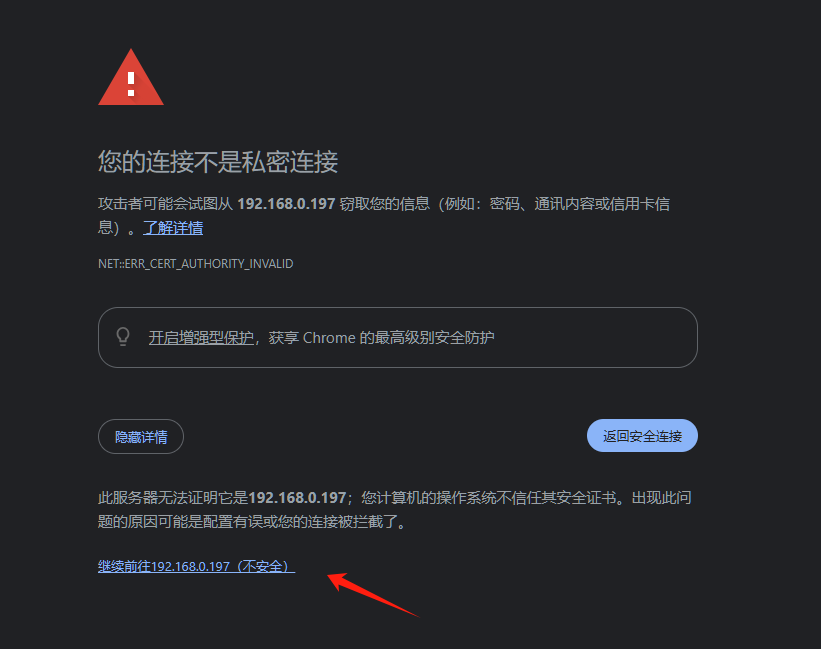 您的连接不是私密连接
攻击者可能会试图从 192.168.0.197 窃取您的信息（例如：密码、通讯内容或信用卡信
息）。了解详情
NET::ERR_CERT_AUTHORITY_INVALID
开启增强型保护，获享 Chrome 的最高级别安全防护
隐藏详情
返回安全连接
此服务器无法证明它是192.168.0.197；您计算机的操作系统不信任其安全证书。出现此问
题的原因可能是配置有误或您的连接被拦截了。
继续前往192.168.0.197（不安全）